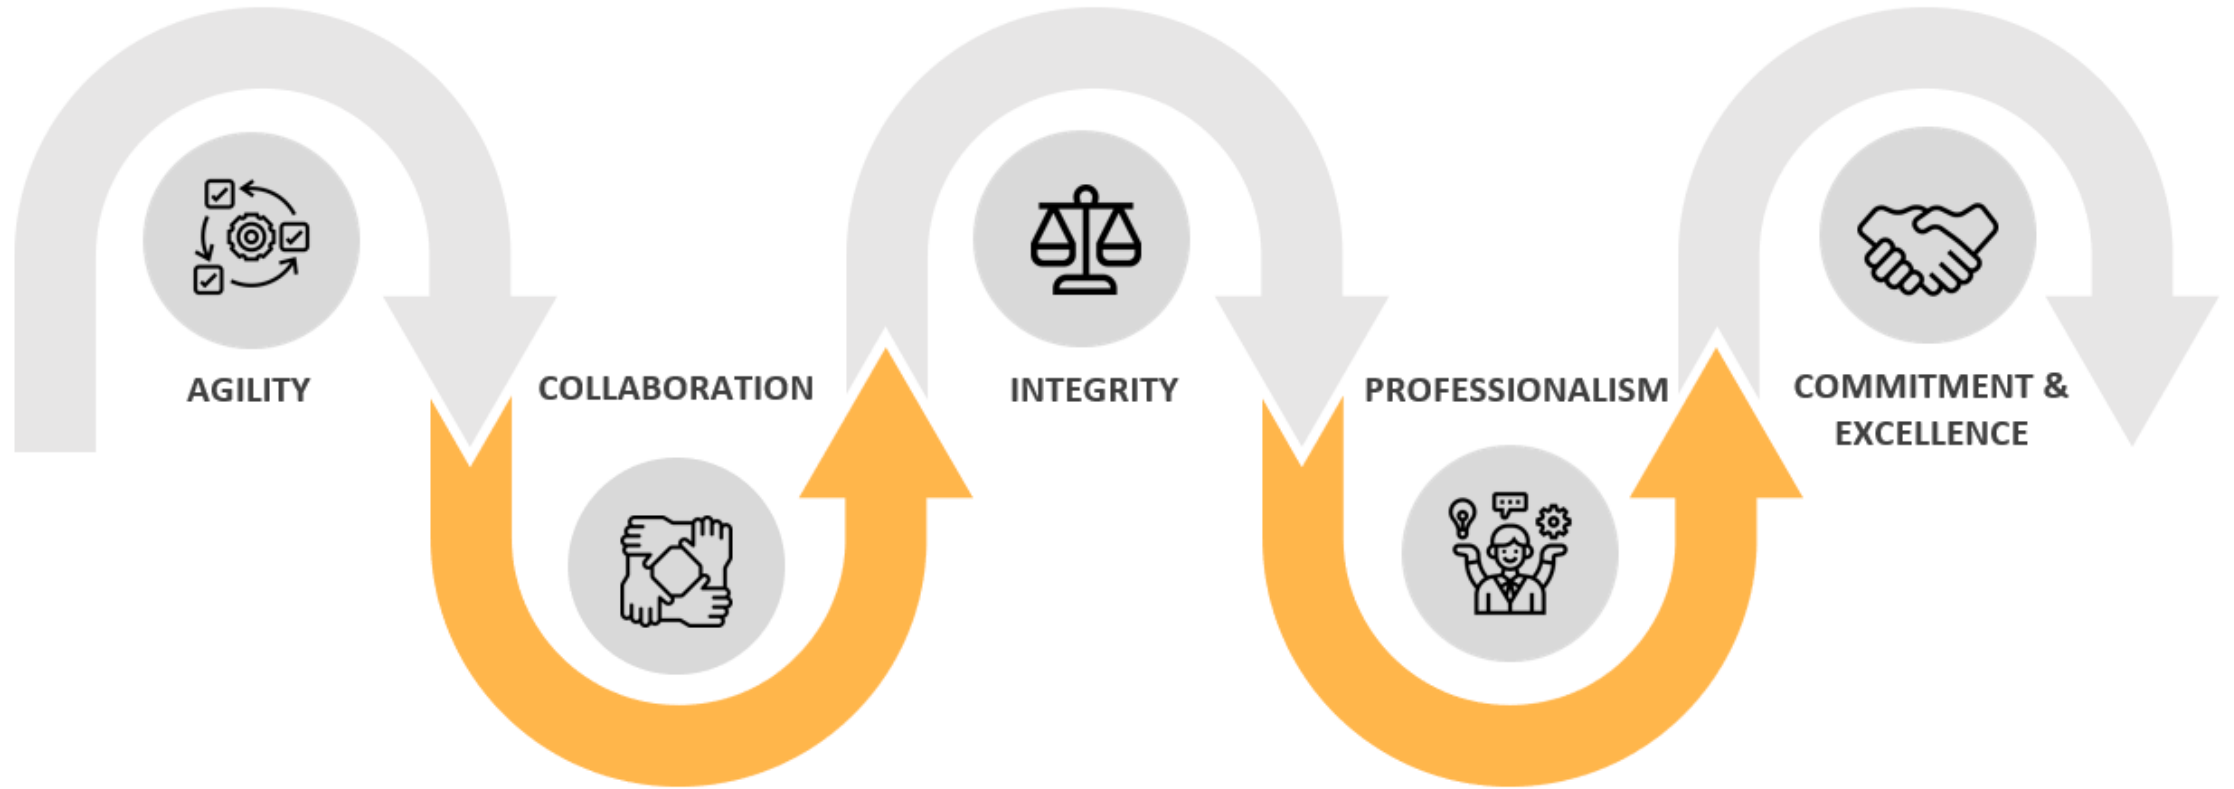 AGILITY
COLLABORATION
INTEGRITY
PROFESSIONALISM
COMMITMENT &
EXCELLENCE